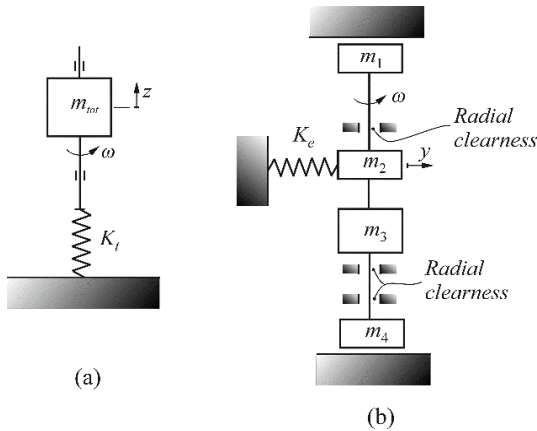 m_tot
z
ω
K_t
(a)
m_1
ω
Radial
clearness
K_e
m_2
y
m_3
Radial
clearness
m_4
(b)